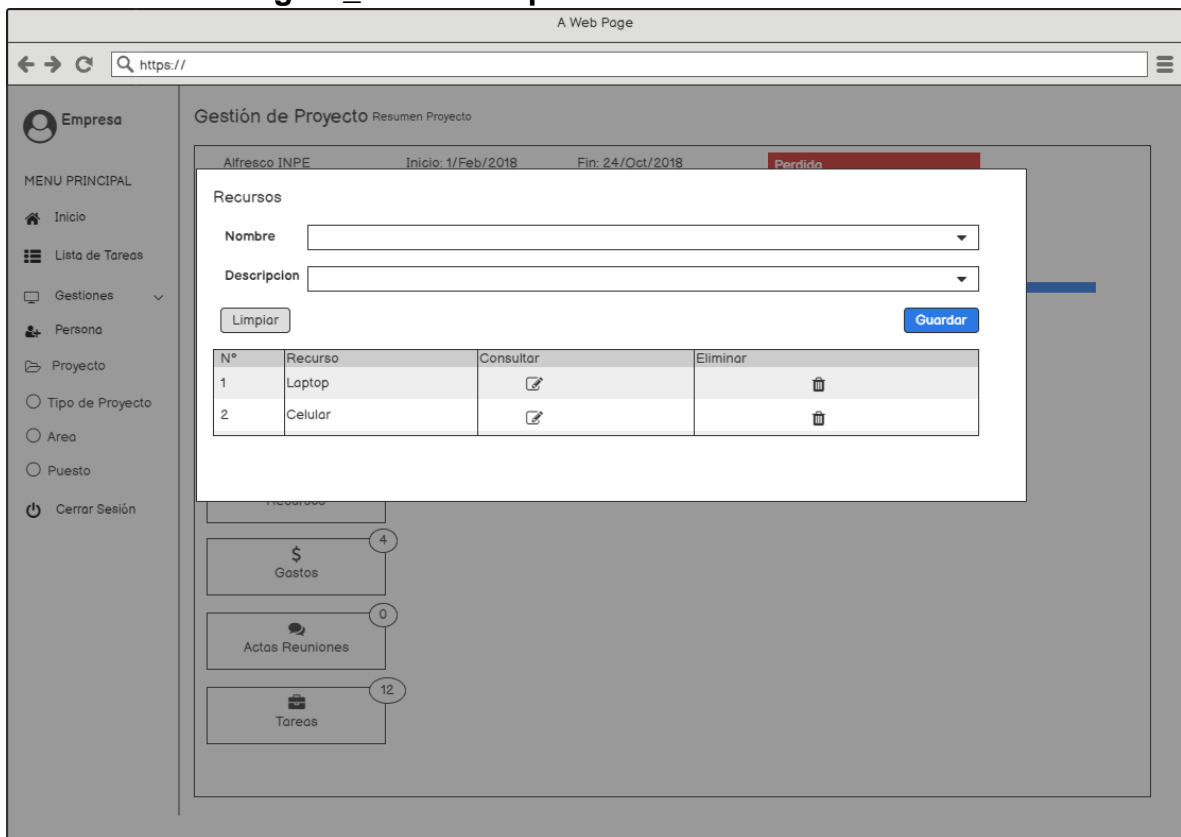 A Web Page
https://
Empresa
MENU PRINCIPAL
Inicio
Lista de Tareas
Gestiones
Persona
Proyecto
Tipo de Proyecto
Area
Puesto
Cerrar Sesión
Gestión de Proyecto Resumen Proyecto
Alfresco INPE Inicio: 1/Feb/2018 Fin: 24/Oct/2018 Perdido
Recursos
Nombre
Descripcion
Limpiar Guardar
N° Recurso Consultar Eliminar
1 Laptop
2 Celular
Recursos
4
$
Gastos
0
Actas Reuniones
12
Tareas